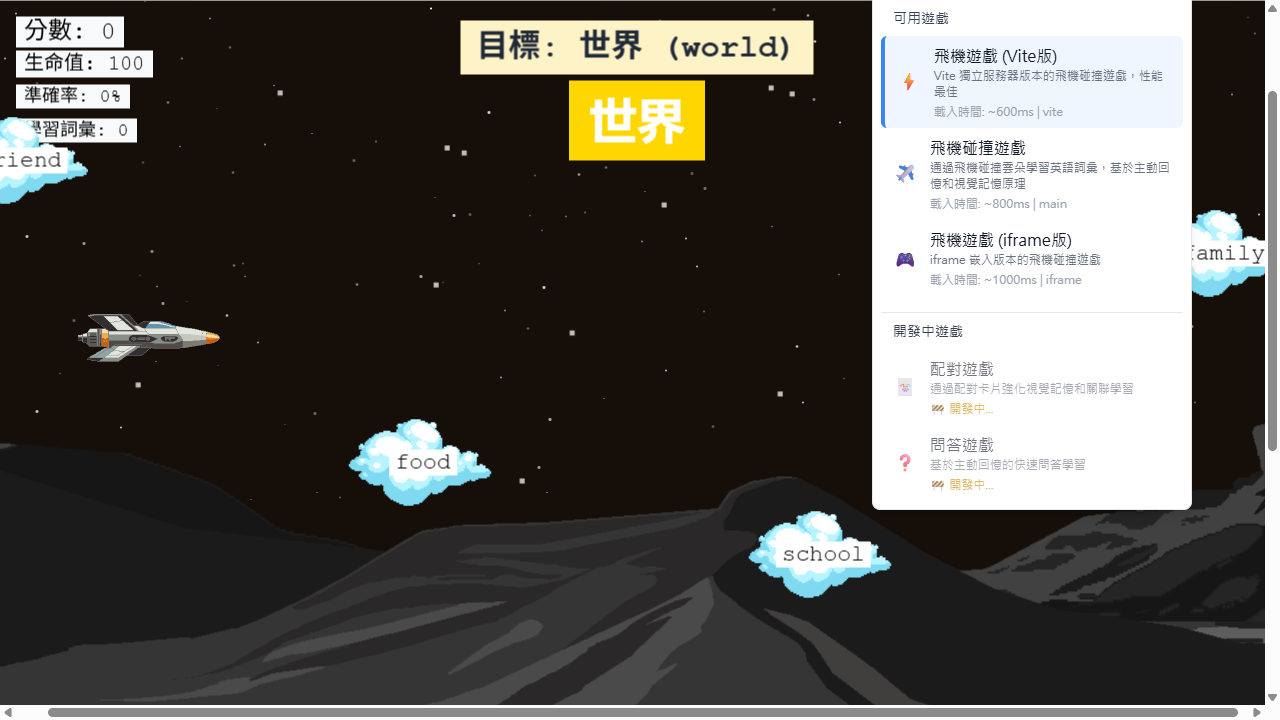 分數: 0
生命值: 100
準確率: 0%
學習詞彙: 0
riend
目標: 世界 (world)
世界
food
school
family
可用遊戲
飛機遊戲 (Vite版)
Vite 獨立服務器版本的飛機碰撞遊戲，性能
最佳
載入時間: ~600ms | vite
飛機碰撞遊戲
通過飛機碰撞雲朵學習英語詞彙，基於主動回
憶和視覺記憶原理
載入時間: ~800ms | main
飛機遊戲 (iframe版)
iframe 嵌入版本的飛機碰撞遊戲
載入時間: ~1000ms | iframe
開發中遊戲
配對遊戲
通過配對卡片強化視覺記憶和關聯學習
開發中...
問答遊戲
基於主動回憶的快速問答學習
開發中...